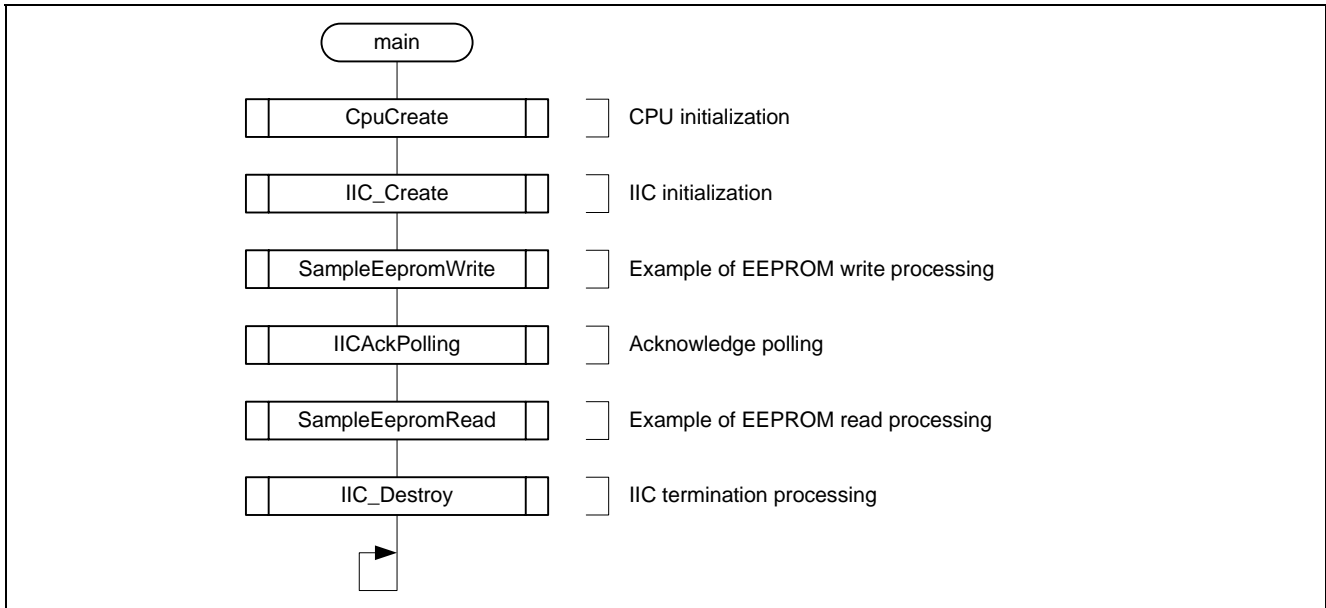 main
CpuCreate CPU initialization
IIC_Create IIC initialization
SampleEepromWrite Example of EEPROM write processing
IICAckPolling Acknowledge polling
SampleEepromRead Example of EEPROM read processing
IIC_Destroy IIC termination processing